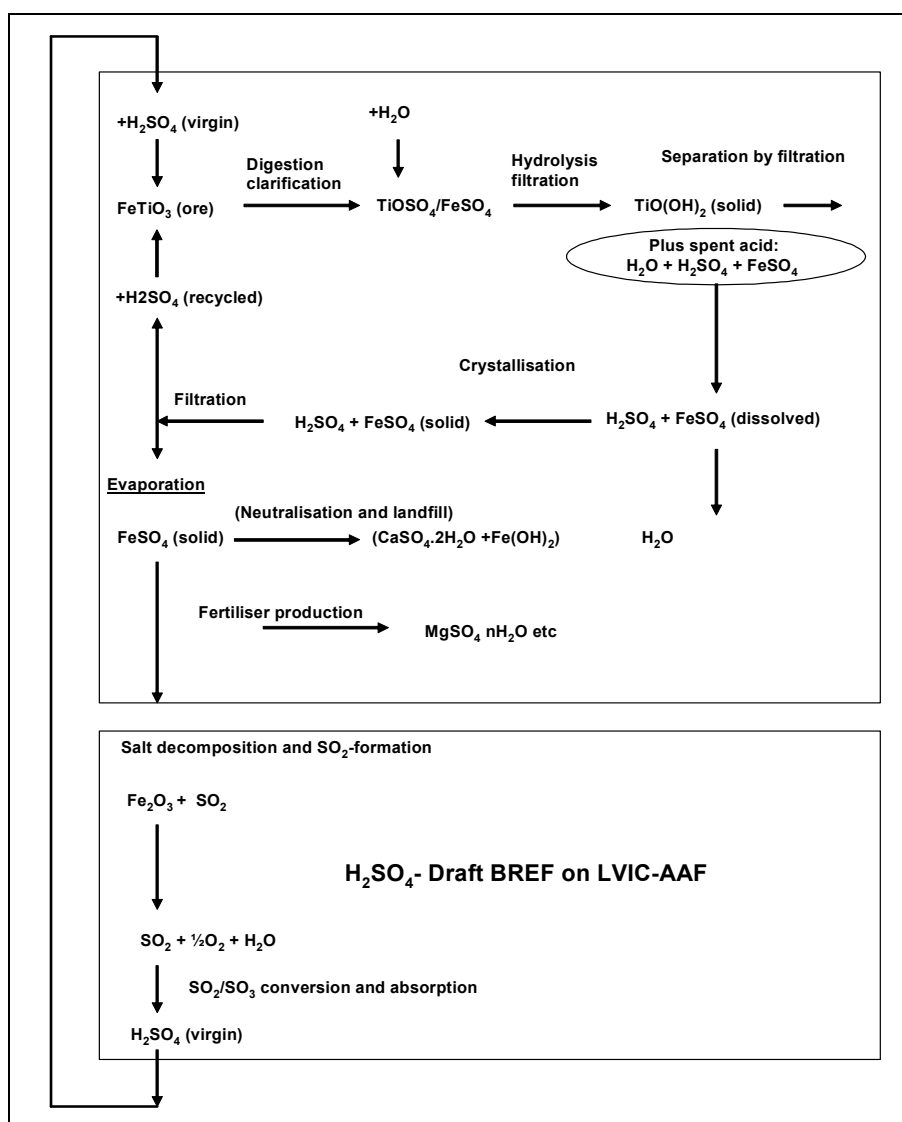 +H₂SO₄ (virgin)
+H₂O
Digestion
clarification
Hydrolysis
filtration
Separation by filtration
FeTiO₃ (ore)
TiOSO₄/FeSO₄
TiO(OH)₂ (solid)
Plus spent acid:
H₂O + H₂SO₄ + FeSO₄
+H2SO₄ (recycled)
Crystallisation
Filtration
H₂SO₄ + FeSO₄ (solid)
H₂SO₄ + FeSO₄ (dissolved)
Evaporation
(Neutralisation and landfill)
FeSO₄ (solid)
(CaSO₄.2H₂O +Fe(OH)₂)
H₂O
Fertiliser production
MgSO₄ nH₂O etc
Salt decomposition and SO₂-formation
Fe₂O₃ + SO₂
H₂SO₄- Draft BREF on LVIC-AAF
SO₂ + ½O₂ + H₂O
SO₂/SO₃ conversion and absorption
H₂SO₄ (virgin)